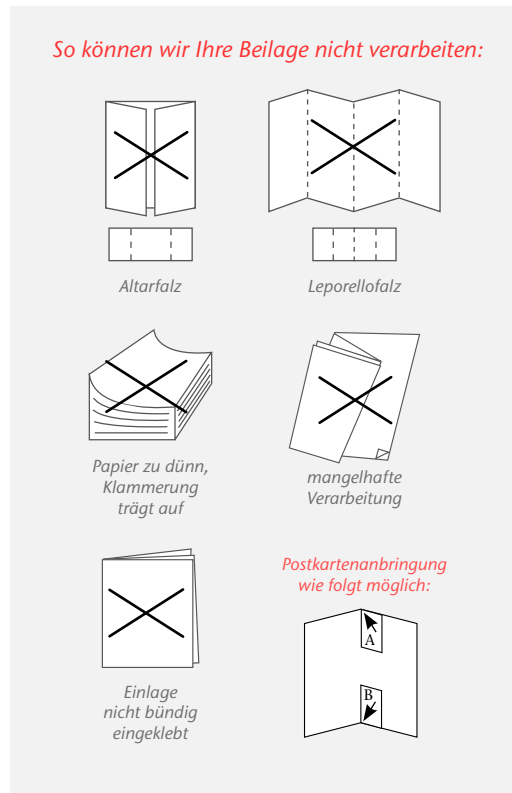 So können wir Ihre Beilage nicht verarbeiten:
Altarfalz
Leporellofalz
Papier zu dünn,
Klammerung
trägt auf
mangelhafte
Verarbeitung
Einlage
nicht bündig
eingeklebt
Postkartenanbringung
wie folgt möglich:
A
B